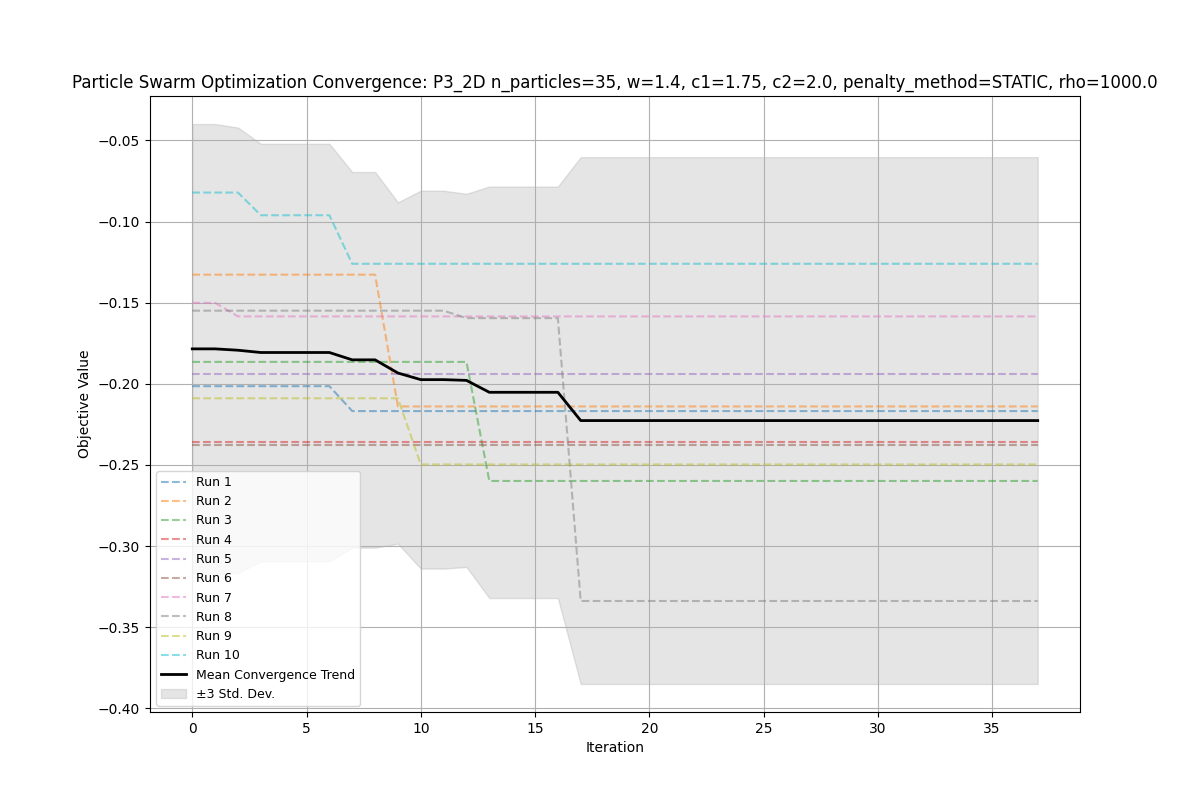 Particle Swarm Optimization Convergence: P3_2D n_particles=35, w=1.4, c1=1.75, c2=2.0, penalty_method=STATIC, rho=1000.0
Objective Value
−0.05
−0.10
−0.15
−0.20
−0.25
−0.30
−0.35
−0.40
Run 1
Run 2
Run 3
Run 4
Run 5
Run 6
Run 7
Run 8
Run 9
Run 10
Mean Convergence Trend
±3 Std. Dev.
0 5 10 15 20 25 30 35
Iteration